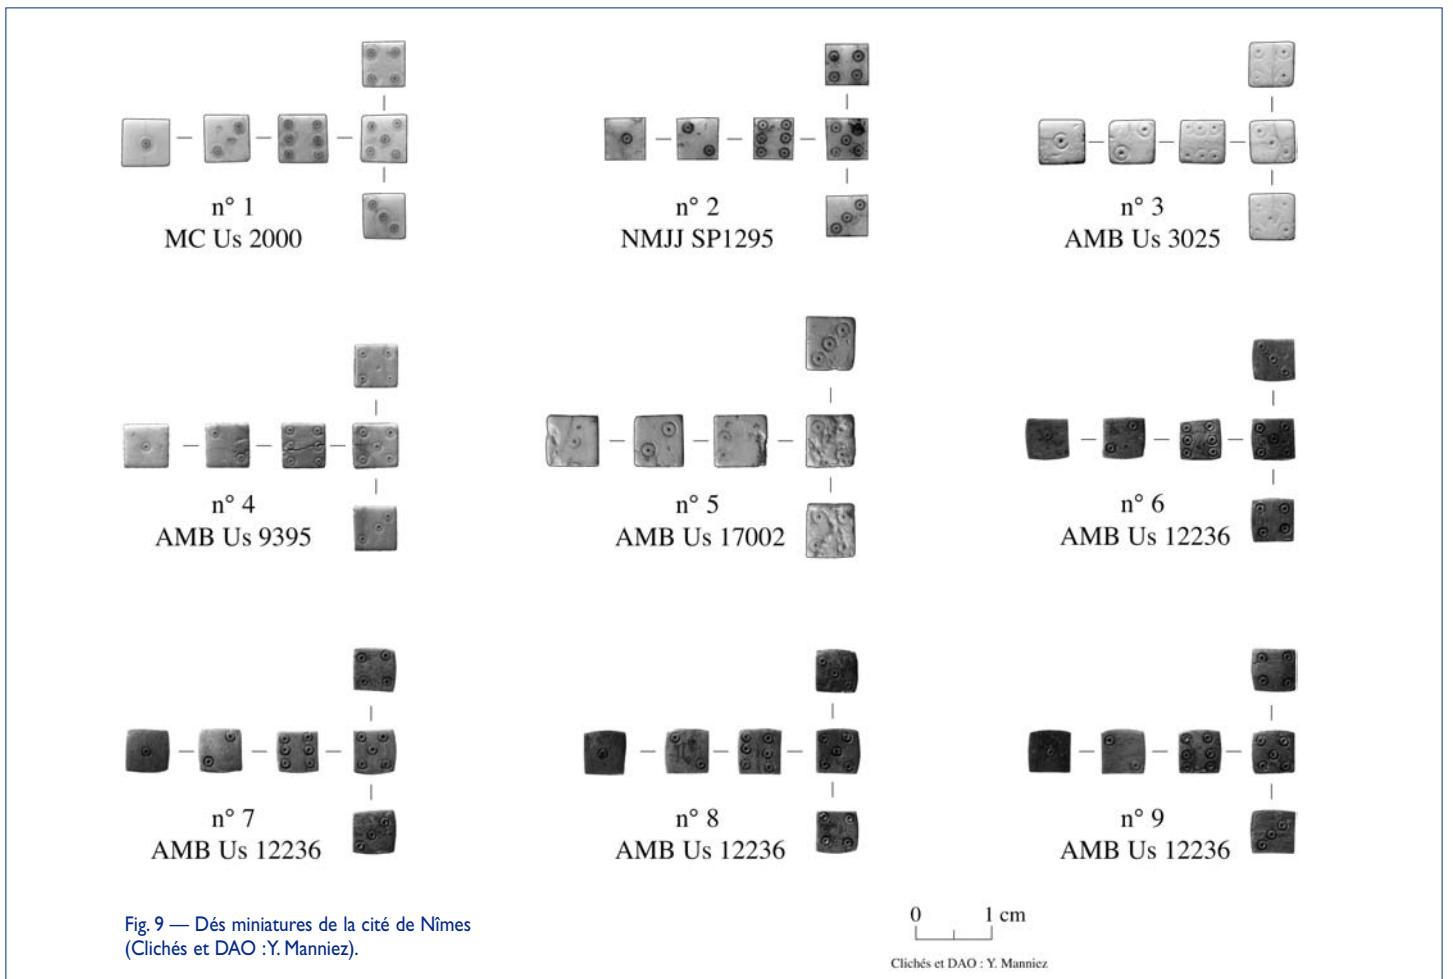 n° 1
MC Us 2000
n° 2
NMJJ SP1295
n° 3
AMB Us 3025
n° 4
AMB Us 9395
n° 5
AMB Us 17002
n° 6
AMB Us 12236
n° 7
AMB Us 12236
n° 8
AMB Us 12236
n° 9
AMB Us 12236
Fig. 9 — Dés miniatures de la cité de Nîmes
(Clichés et DAO : Y. Manniez).
0 1 cm
Clichés et DAO : Y. Manniez